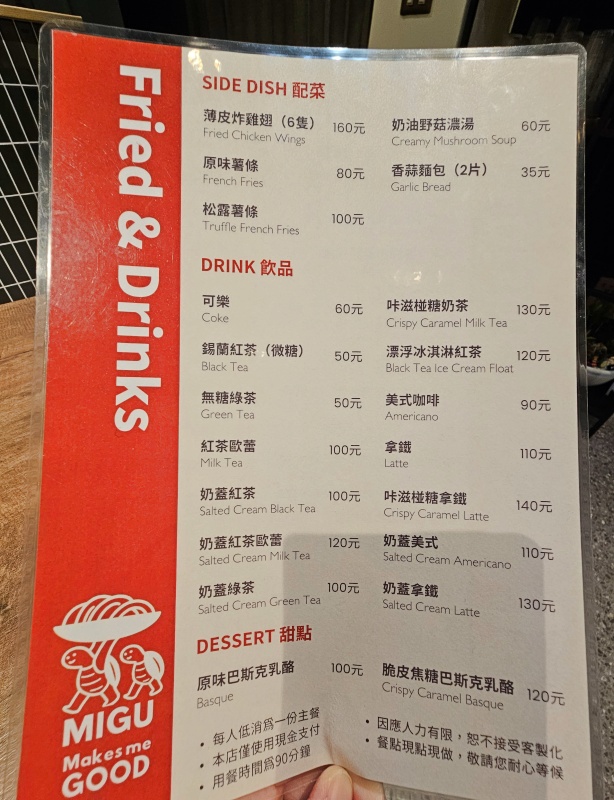 Fried & Drinks
SIDE DISH 配菜
薄皮炸雞翅（6隻） 160元
Fried Chicken Wings
原味薯條 80元
French Fries
松露薯條 100元
Truffle French Fries
奶油野菇濃湯 60元
Creamy Mushroom Soup
香蒜麵包（2片） 35元
Garlic Bread
DRINK 飲品
可樂 60元
Coke
錫蘭紅茶（微糖） 50元
Black Tea
無糖綠茶 50元
Green Tea
紅茶歐蕾 100元
Milk Tea
奶蓋紅茶 100元
Salted Cream Black Tea
奶蓋紅茶歐蕾 120元
Salted Cream Milk Tea
奶蓋綠茶 100元
Salted Cream Green Tea
咔滋椪糖奶茶 130元
Crispy Caramel Milk Tea
漂浮冰淇淋紅茶 120元
Black Tea Ice Cream Float
美式咖啡 90元
Americano
拿鐵 110元
Latte
咔滋椪糖拿鐵 140元
Crispy Caramel Latte
奶蓋美式 110元
Salted Cream Americano
奶蓋拿鐵 130元
Salted Cream Latte
DESSERT 甜點
原味巴斯克乳酪 100元
Basque
脆皮焦糖巴斯克乳酪 120元
Crispy Caramel Basque
• 每人低消為一份主餐
• 本店僅使用現金支付
• 用餐時間為90分鐘
• 因應人力有限，恕不接受客製化
• 餐點現點現做，敬請您耐心等候
MIGU
Makes me
GOOD